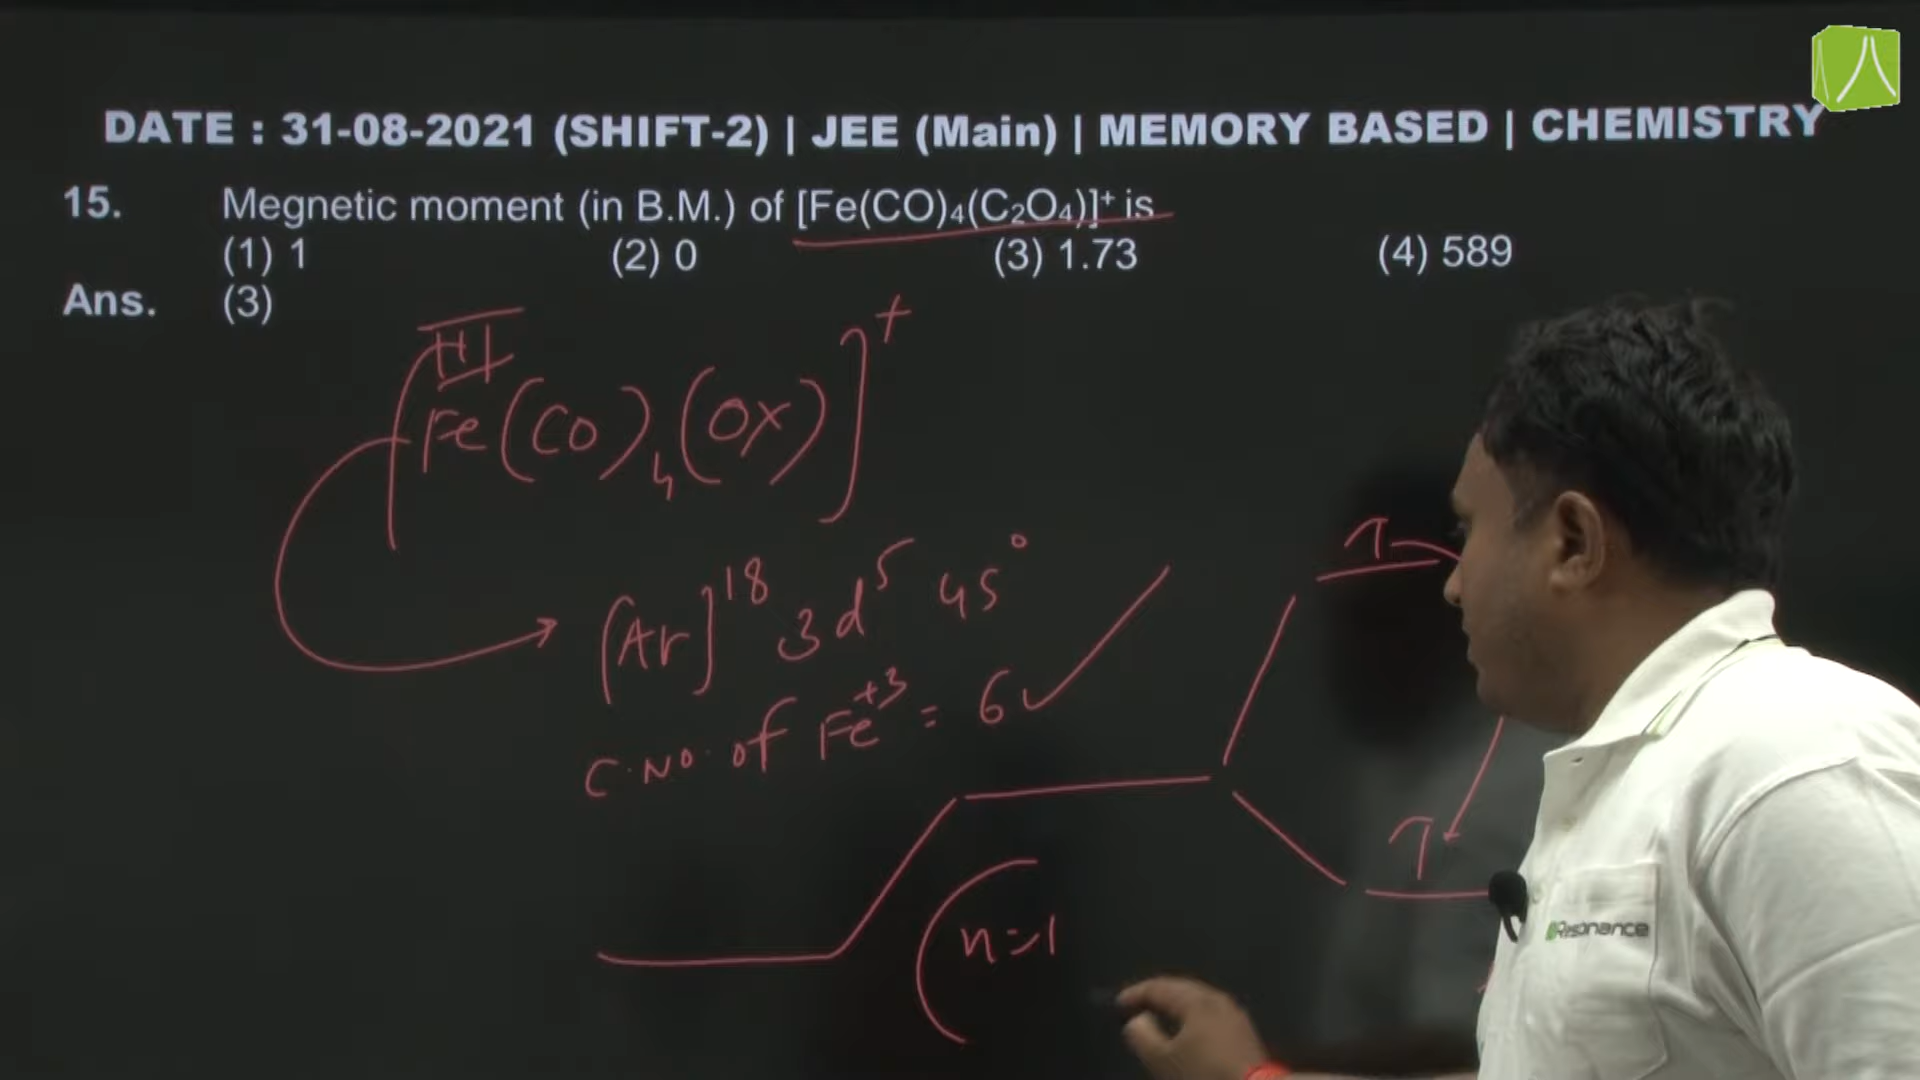 DATE : 31-08-2021 (SHIFT-2) | JEE (Main) | MEMORY BASED | CHEMISTRY
15. Megnetic moment (in B.M.) of [Fe(CO)₄(C₂O₄)]⁺ is
(1) 1 (2) 0 (3) 1.73 (4) 589
Ans. (3)
III
[Fe(CO)₄(OX)]⁺
[Ar]¹⁸ 3d⁵ 4s⁰
C.NO. of Fe⁺³ = 6
n=1
Resonance